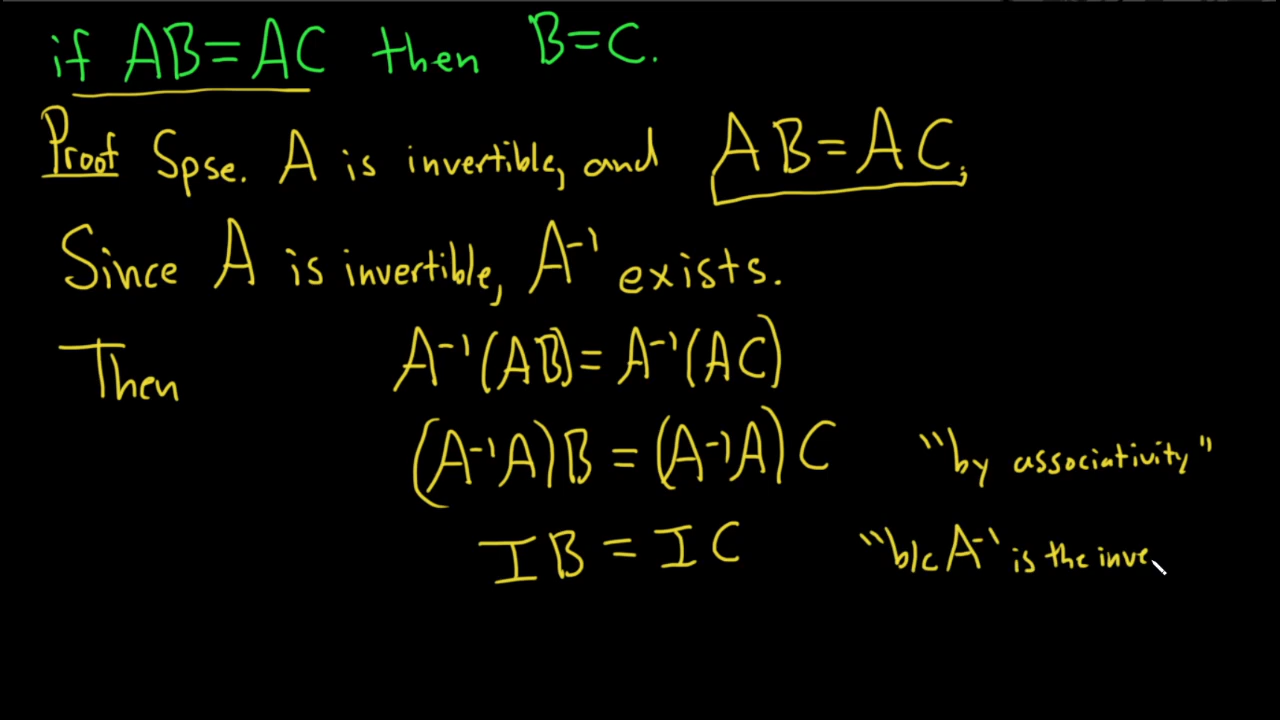 if AB=AC then B=C.
Proof Spse. A is invertible, and AB=AC,
Since A is invertible, A⁻¹ exists.
Then A⁻¹(AB)=A⁻¹(AC)
(A⁻¹A)B=(A⁻¹A)C "by associativity"
IB=IC "b/c A⁻¹ is the inve